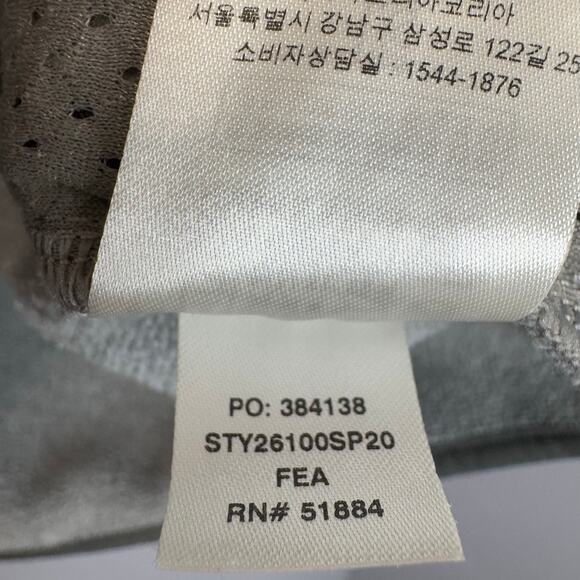 서울특별시 강남구 삼성로 122길 25
소비자상담실 : 1544-1876
PO: 384138
STY26100SP20
FEA
RN# 51884